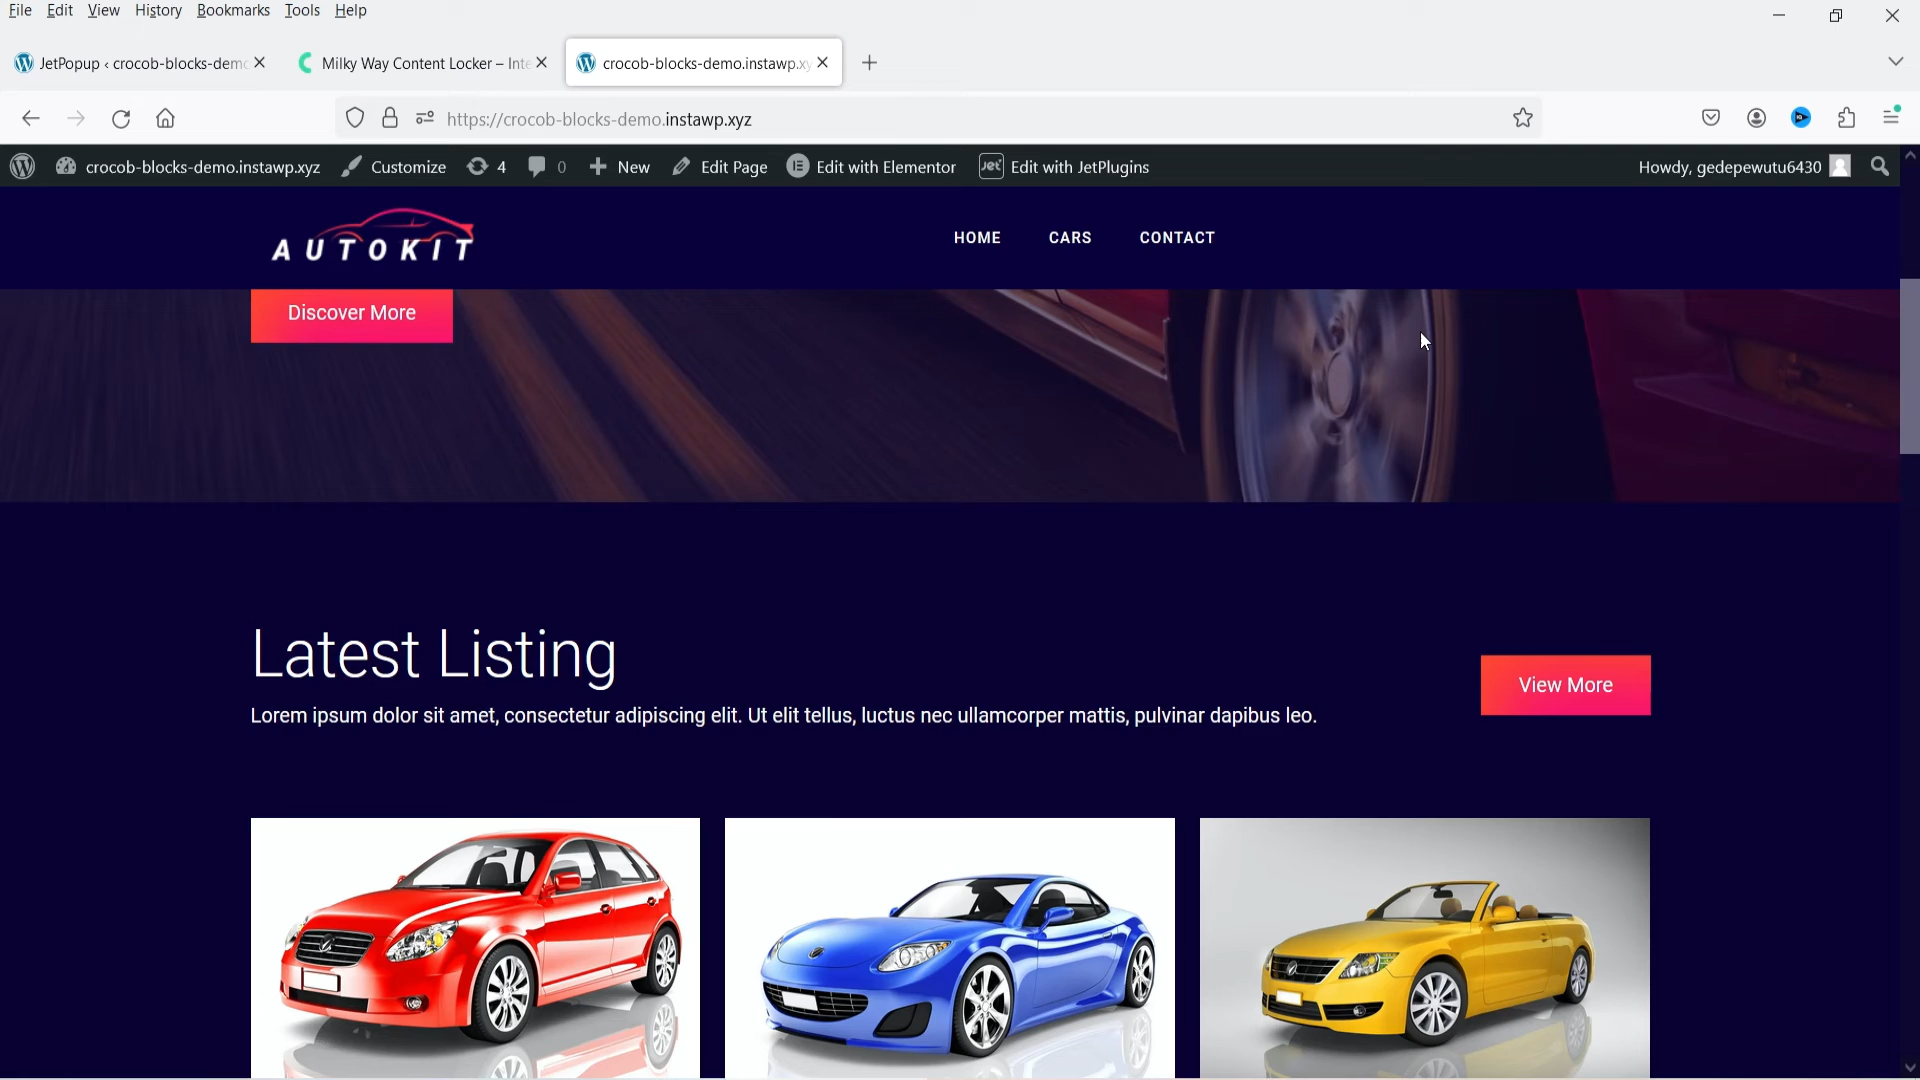 File Edit View History Bookmarks Tools Help
JetPopup ‹ crocob-blocks-demo
Milky Way Content Locker – Inte
crocob-blocks-demo.instawp.xy
https://crocob-blocks-demo.instawp.xyz
crocob-blocks-demo.instawp.xyz Customize 4 0 New Edit Page Edit with Elementor Jet Edit with JetPlugins Howdy, gedepewutu6430
AUTOKIT
HOME CARS CONTACT
Discover More
Latest Listing
View More
Lorem ipsum dolor sit amet, consectetur adipiscing elit. Ut elit tellus, luctus nec ullamcorper mattis, pulvinar dapibus leo.